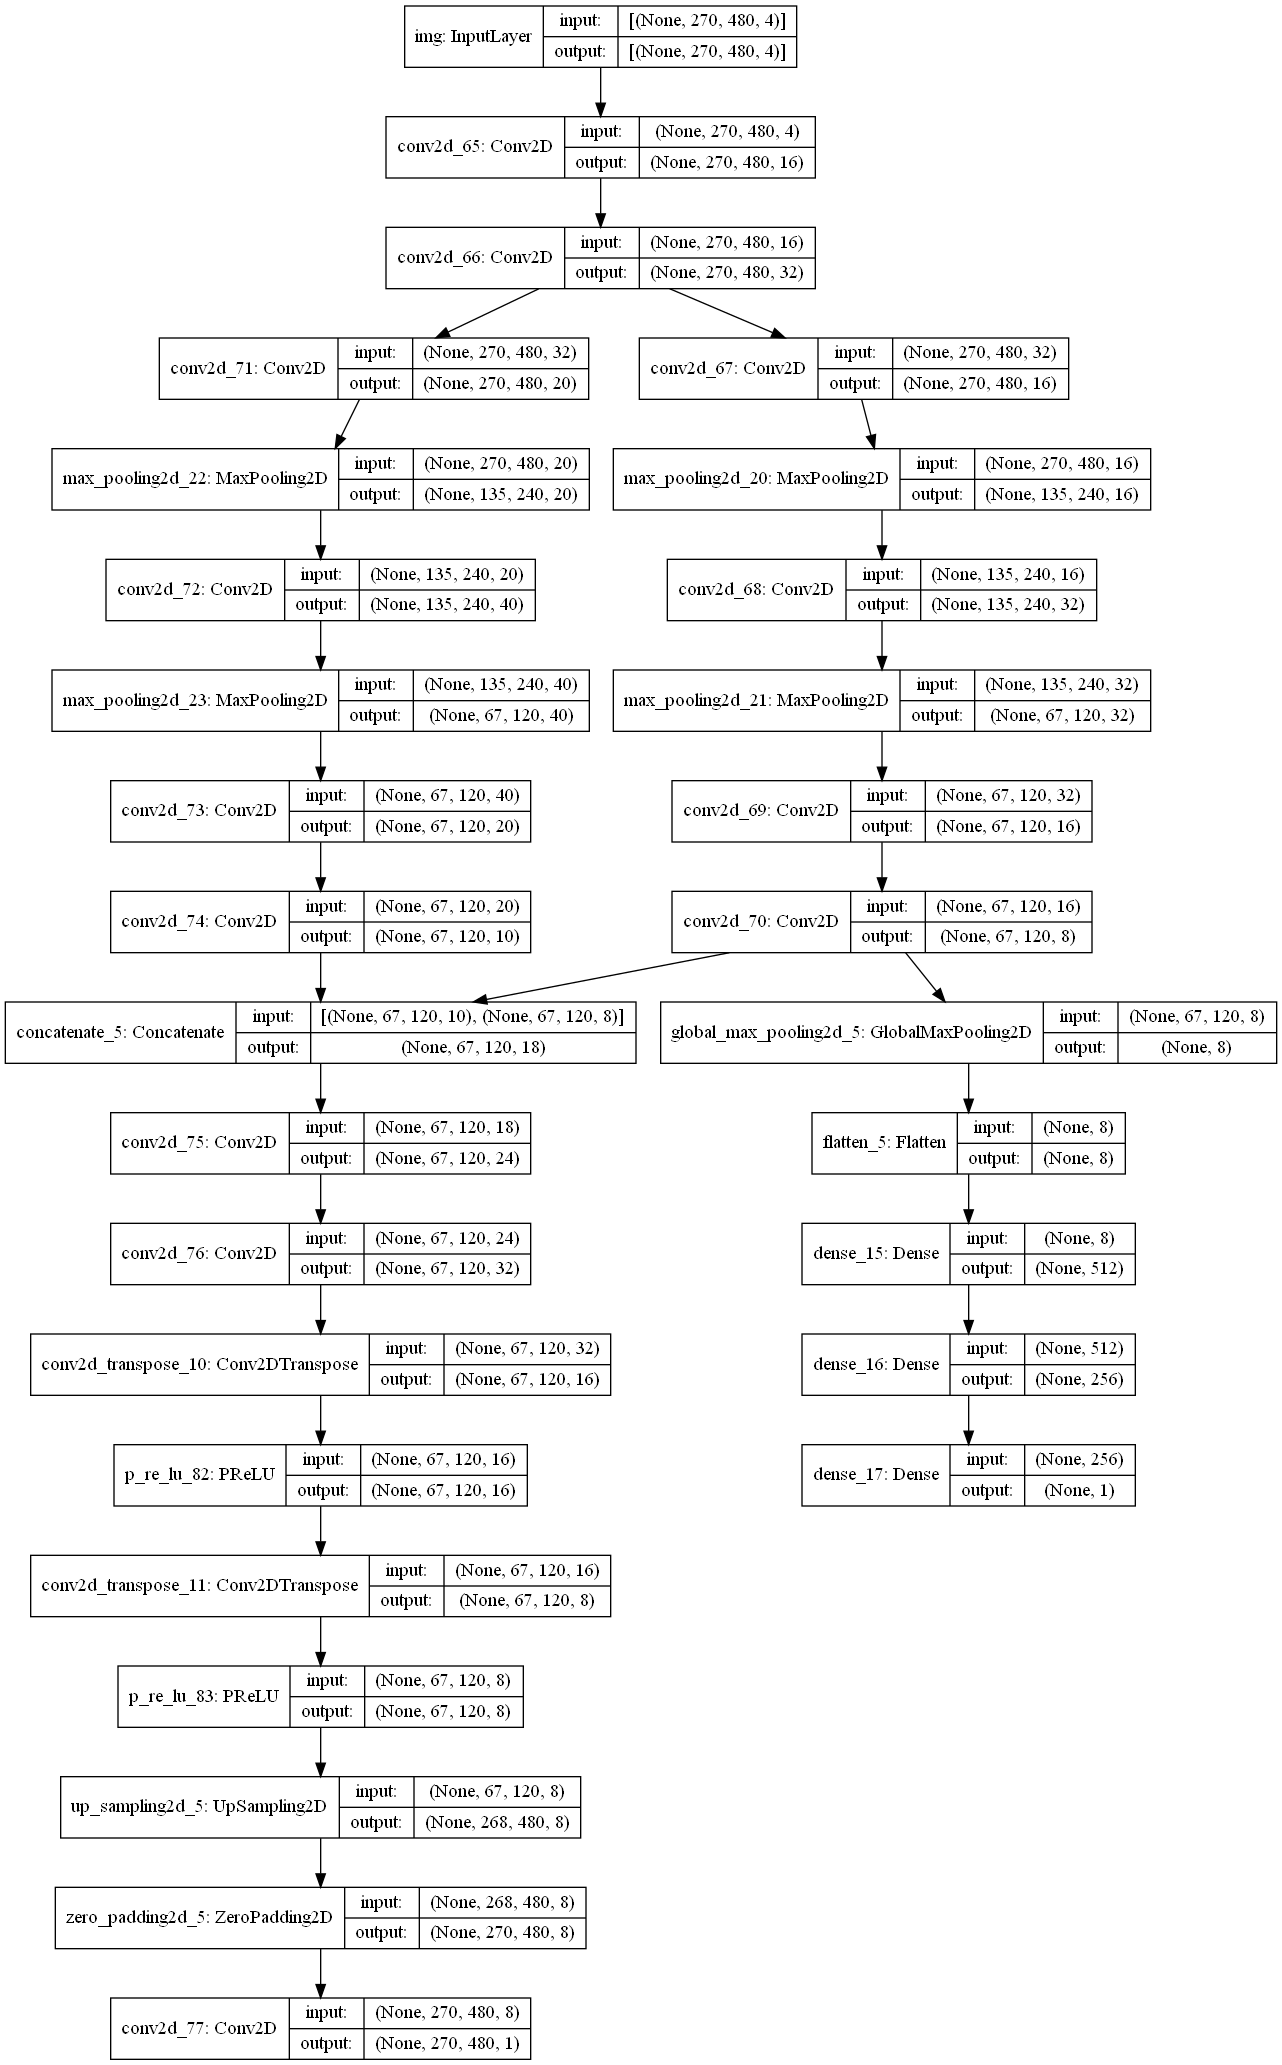 img: InputLayer
input: [(None, 270, 480, 4)]
output: [(None, 270, 480, 4)]
conv2d_65: Conv2D
input: (None, 270, 480, 4)
output: (None, 270, 480, 16)
conv2d_66: Conv2D
input: (None, 270, 480, 16)
output: (None, 270, 480, 32)
conv2d_71: Conv2D
input: (None, 270, 480, 32)
output: (None, 270, 480, 20)
conv2d_67: Conv2D
input: (None, 270, 480, 32)
output: (None, 270, 480, 16)
max_pooling2d_22: MaxPooling2D
input: (None, 270, 480, 20)
output: (None, 135, 240, 20)
max_pooling2d_20: MaxPooling2D
input: (None, 270, 480, 16)
output: (None, 135, 240, 16)
conv2d_72: Conv2D
input: (None, 135, 240, 20)
output: (None, 135, 240, 40)
conv2d_68: Conv2D
input: (None, 135, 240, 16)
output: (None, 135, 240, 32)
max_pooling2d_23: MaxPooling2D
input: (None, 135, 240, 40)
output: (None, 67, 120, 40)
max_pooling2d_21: MaxPooling2D
input: (None, 135, 240, 32)
output: (None, 67, 120, 32)
conv2d_73: Conv2D
input: (None, 67, 120, 40)
output: (None, 67, 120, 20)
conv2d_69: Conv2D
input: (None, 67, 120, 32)
output: (None, 67, 120, 16)
conv2d_74: Conv2D
input: (None, 67, 120, 20)
output: (None, 67, 120, 10)
conv2d_70: Conv2D
input: (None, 67, 120, 16)
output: (None, 67, 120, 8)
concatenate_5: Concatenate
input: [(None, 67, 120, 10), (None, 67, 120, 8)]
output: (None, 67, 120, 18)
global_max_pooling2d_5: GlobalMaxPooling2D
input: (None, 67, 120, 8)
output: (None, 8)
conv2d_75: Conv2D
input: (None, 67, 120, 18)
output: (None, 67, 120, 24)
flatten_5: Flatten
input: (None, 8)
output: (None, 8)
conv2d_76: Conv2D
input: (None, 67, 120, 24)
output: (None, 67, 120, 32)
dense_15: Dense
input: (None, 8)
output: (None, 512)
conv2d_transpose_10: Conv2DTranspose
input: (None, 67, 120, 32)
output: (None, 67, 120, 16)
dense_16: Dense
input: (None, 512)
output: (None, 256)
p_re_lu_82: PReLU
input: (None, 67, 120, 16)
output: (None, 67, 120, 16)
dense_17: Dense
input: (None, 256)
output: (None, 1)
conv2d_transpose_11: Conv2DTranspose
input: (None, 67, 120, 16)
output: (None, 67, 120, 8)
p_re_lu_83: PReLU
input: (None, 67, 120, 8)
output: (None, 67, 120, 8)
up_sampling2d_5: UpSampling2D
input: (None, 67, 120, 8)
output: (None, 268, 480, 8)
zero_padding2d_5: ZeroPadding2D
input: (None, 268, 480, 8)
output: (None, 270, 480, 8)
conv2d_77: Conv2D
input: (None, 270, 480, 8)
output: (None, 270, 480, 1)